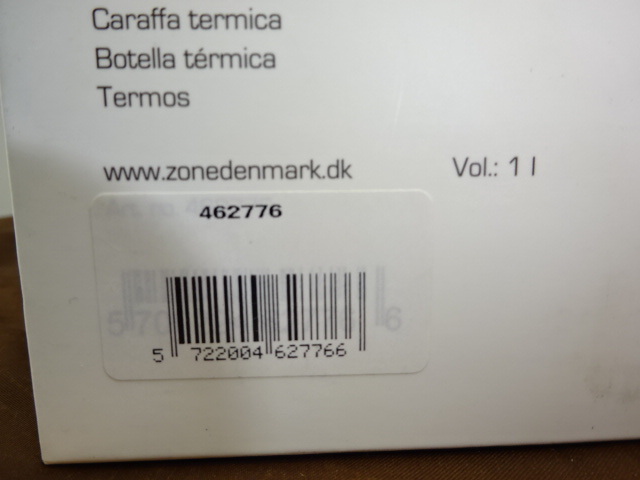 Caraffa termica
Botella térmica
Termos
www.zonedenmark.dk Vol.: 1 l
462776
5 722004 627766